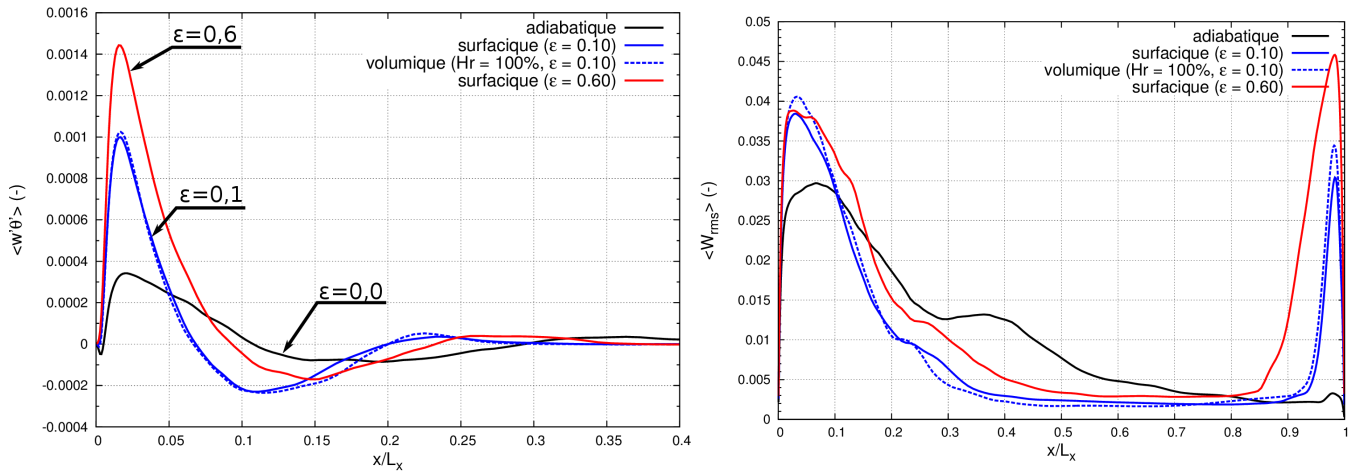 adiabatique
surfacique (ε = 0.10)
volumique (Hr = 100%, ε = 0.10)
surfacique (ε = 0.60)
ε=0,6
ε=0,1
ε=0,0
0.0016
0.0014
0.0012
0.001
0.0008
0.0006
0.0004
0.0002
0
-0.0002
-0.0004
<w'θ'> (-)
0 0.05 0.1 0.15 0.2 0.25 0.3 0.35 0.4
x/Lx
adiabatique
surfacique (ε = 0.10)
volumique (Hr = 100%, ε = 0.10)
surfacique (ε = 0.60)
0.05
0.045
0.04
0.035
0.03
0.025
0.02
0.015
0.01
0.005
0
<Wrms> (-)
0 0.1 0.2 0.3 0.4 0.5 0.6 0.7 0.8 0.9 1
x/Lx